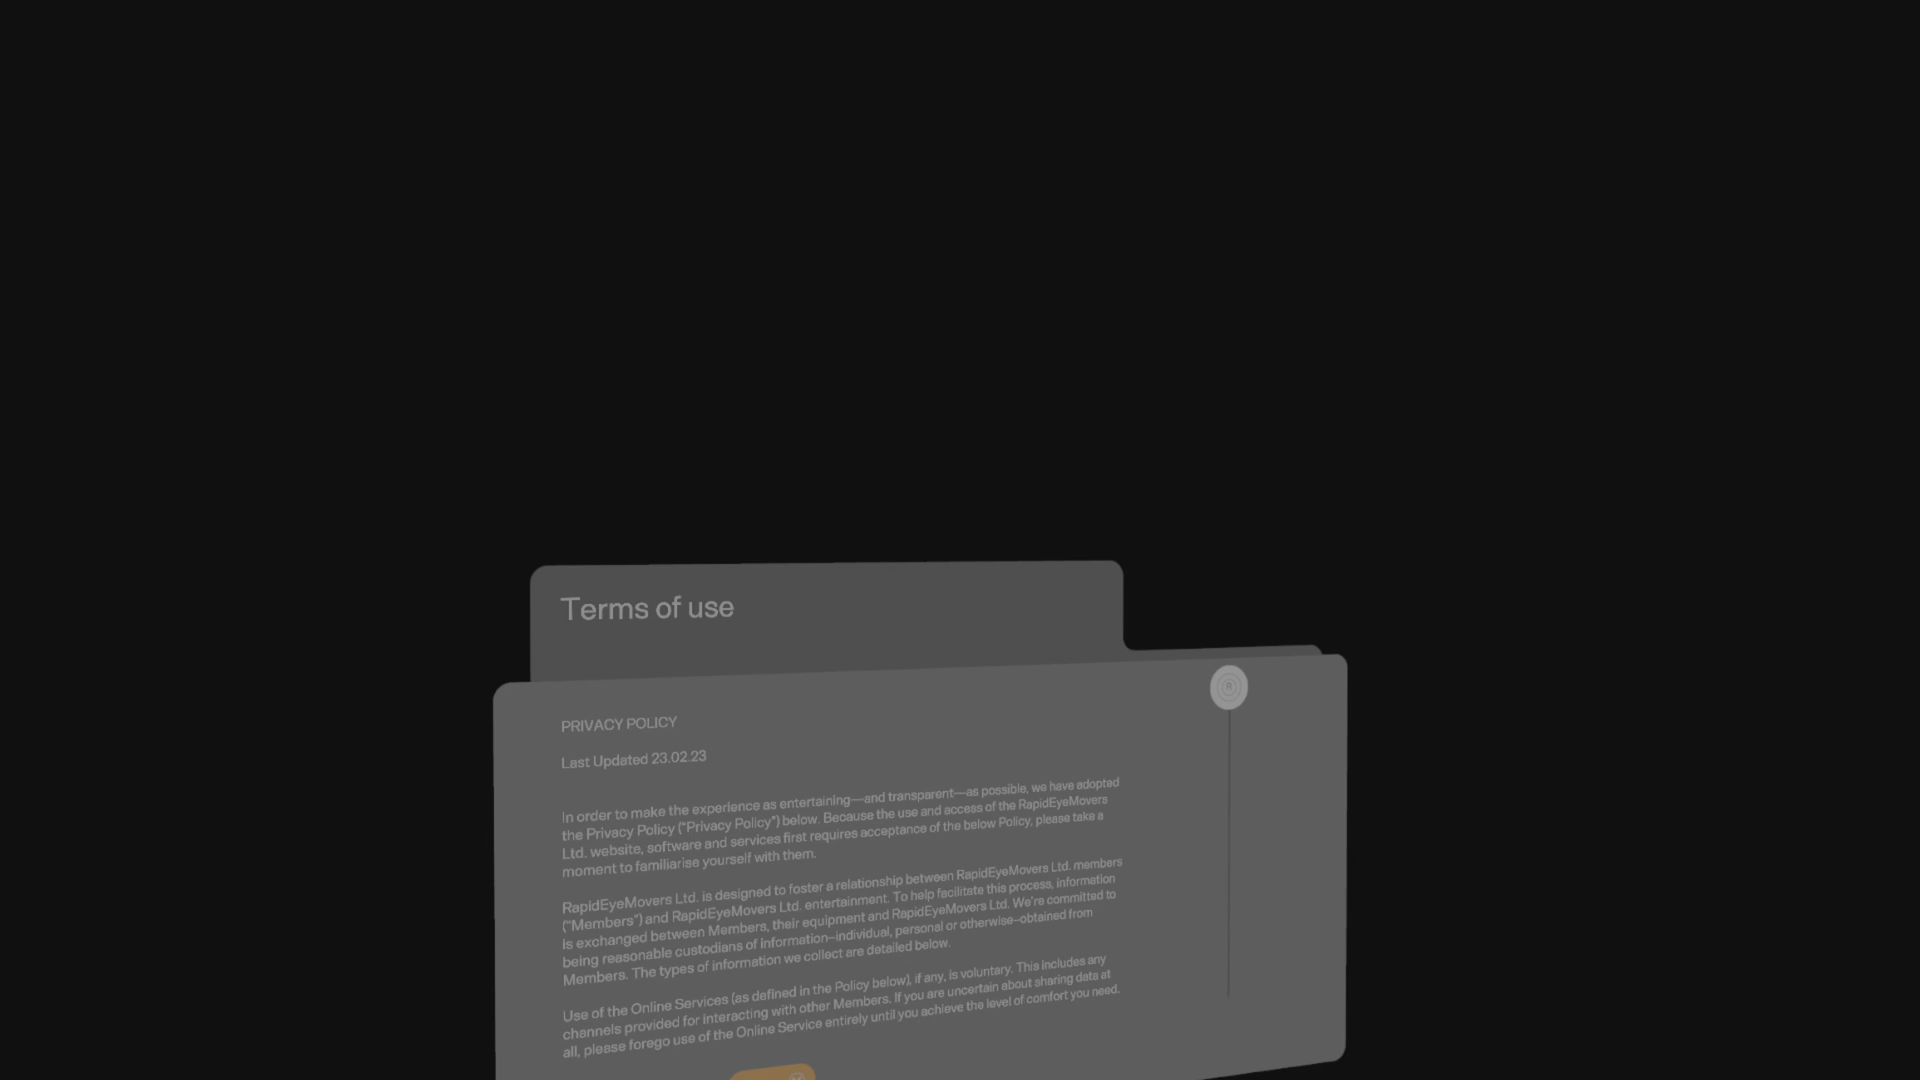 Terms of use
PRIVACY POLICY
Last Updated 23.02.23
In order to make the experience as entertaining—and transparent—as possible, we have adopted
the Privacy Policy ("Privacy Policy") below. Because the use and access of the RapidEyeMovers
Ltd. website, software and services first requires acceptance of the below Policy, please take a
moment to familiarise yourself with them.
RapidEyeMovers Ltd. is designed to foster a relationship between RapidEyeMovers Ltd. members
("Members") and RapidEyeMovers Ltd. entertainment. To help facilitate this process, information
is exchanged between Members, their equipment and RapidEyeMovers Ltd. We're committed to
being reasonable custodians of information–individual, personal or otherwise–obtained from
Members. The types of information we collect are detailed below.
Use of the Online Services (as defined in the Policy below), if any, is voluntary. This includes any
channels provided for interacting with other Members. If you are uncertain about sharing data at
all, please forego use of the Online Service entirely until you achieve the level of comfort you need.